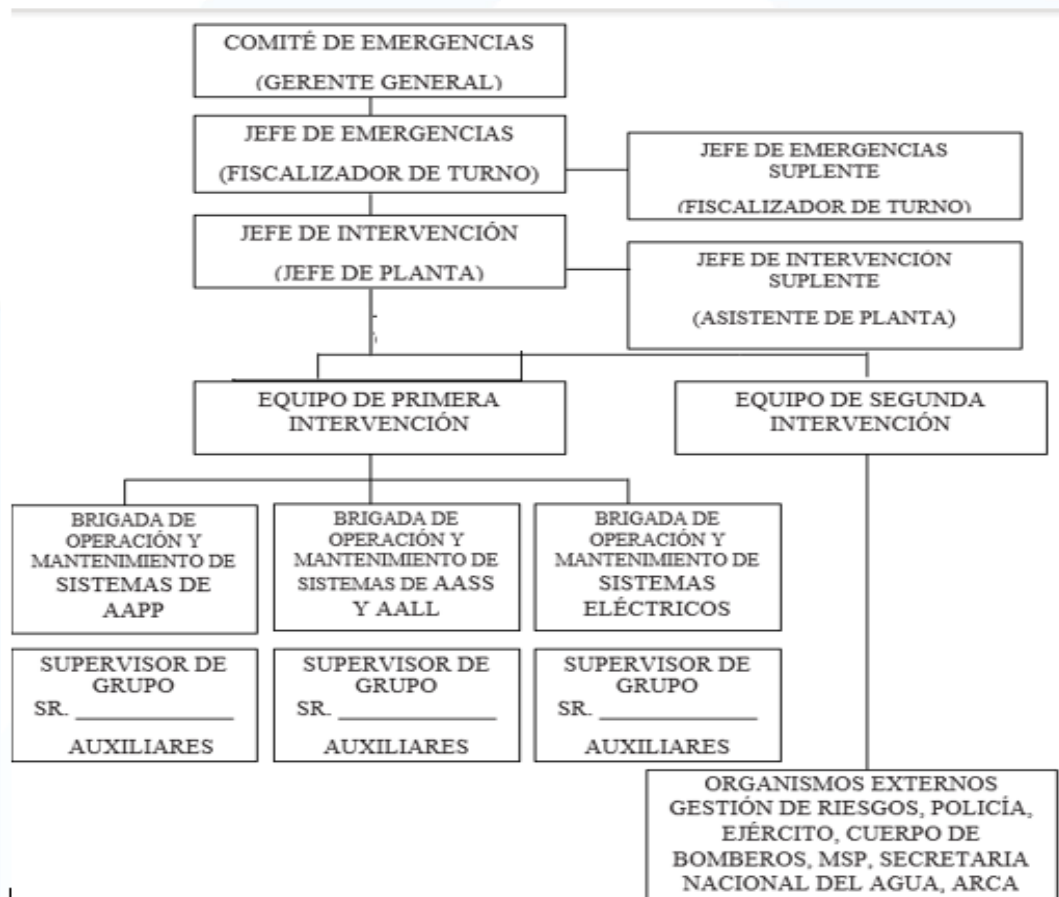 COMITÉ DE EMERGENCIAS
(GERENTE GENERAL)
JEFE DE EMERGENCIAS
(FISCALIZADOR DE TURNO)
JEFE DE EMERGENCIAS
SUPLENTE
(FISCALIZADOR DE TURNO)
JEFE DE INTERVENCIÓN
(JEFE DE PLANTA)
JEFE DE INTERVENCIÓN
SUPLENTE
(ASISTENTE DE PLANTA)
EQUIPO DE PRIMERA
INTERVENCIÓN
EQUIPO DE SEGUNDA
INTERVENCIÓN
BRIGADA DE
OPERACIÓN Y
MANTENIMIENTO DE
SISTEMAS DE
AAPP
BRIGADA DE
OPERACIÓN Y
MANTENIMIENTO DE
SISTEMAS DE AASS
Y AALL
BRIGADA DE
OPERACIÓN Y
MANTENIMIENTO DE
SISTEMAS
ELÉCTRICOS
SUPERVISOR DE
GRUPO
SR. ______________
AUXILIARES
SUPERVISOR DE
GRUPO
SR. ______________
AUXILIARES
SUPERVISOR DE
GRUPO
SR. ______________
AUXILIARES
ORGANISMOS EXTERNOS
GESTIÓN DE RIESGOS, POLICÍA,
EJÉRCITO, CUERPO DE
BOMBEROS, MSP, SECRETARIA
NACIONAL DEL AGUA, ARCA